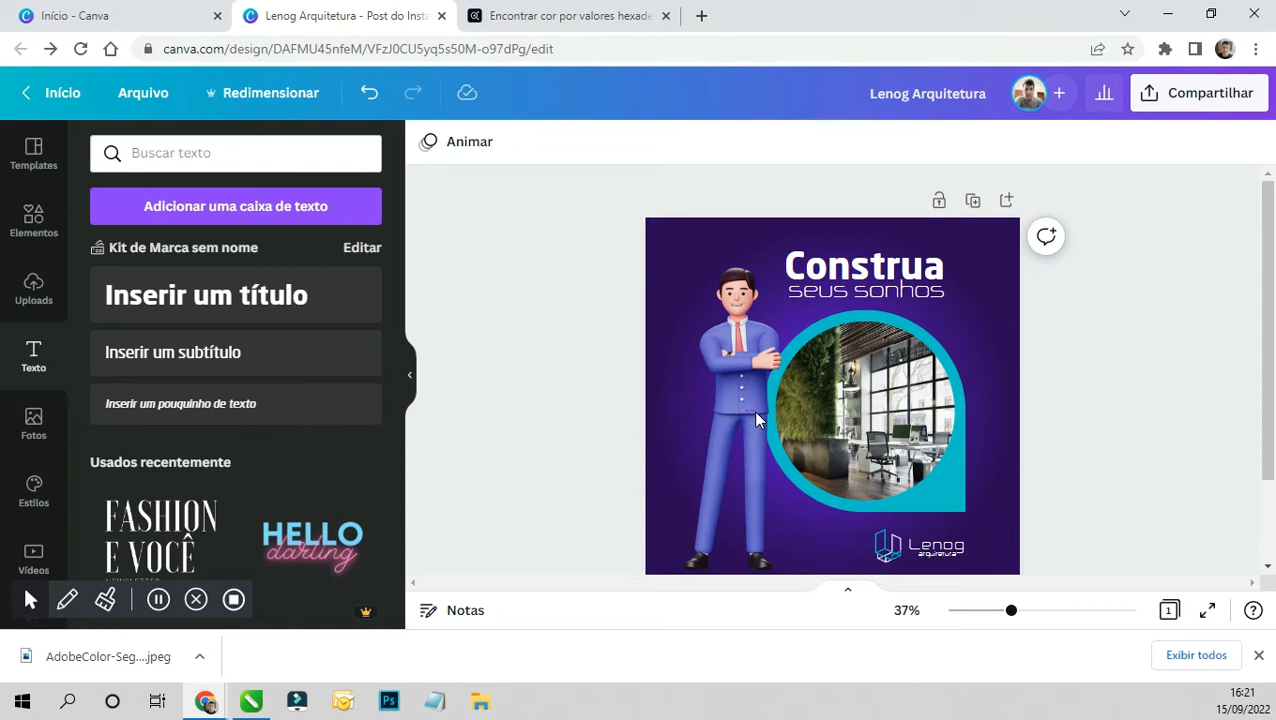 Início - Canva
Lenog Arquitetura - Post do Insta
Encontrar cor por valores hexade
canva.com/design/DAFMU45nfeM/VFzJ0CU5yq5s50M-o97dPg/edit
Início
Arquivo
Redimensionar
Lenog Arquitetura
Compartilhar
Templates
Elementos
Uploads
Texto
Fotos
Estilos
Vídeos
Buscar texto
Adicionar uma caixa de texto
Kit de Marca sem nome
Editar
Inserir um título
Inserir um subtítulo
Inserir um pouquinho de texto
Usados recentemente
FASHION
E VOCÊ
NEWSLETTER
HELLO
darling
Animar
Construa
seus sonhos
Lenog
arquitetura
Notas
37%
1
AdobeColor-Seg....jpeg
Exibir todos
Ps
16:21
15/09/2022